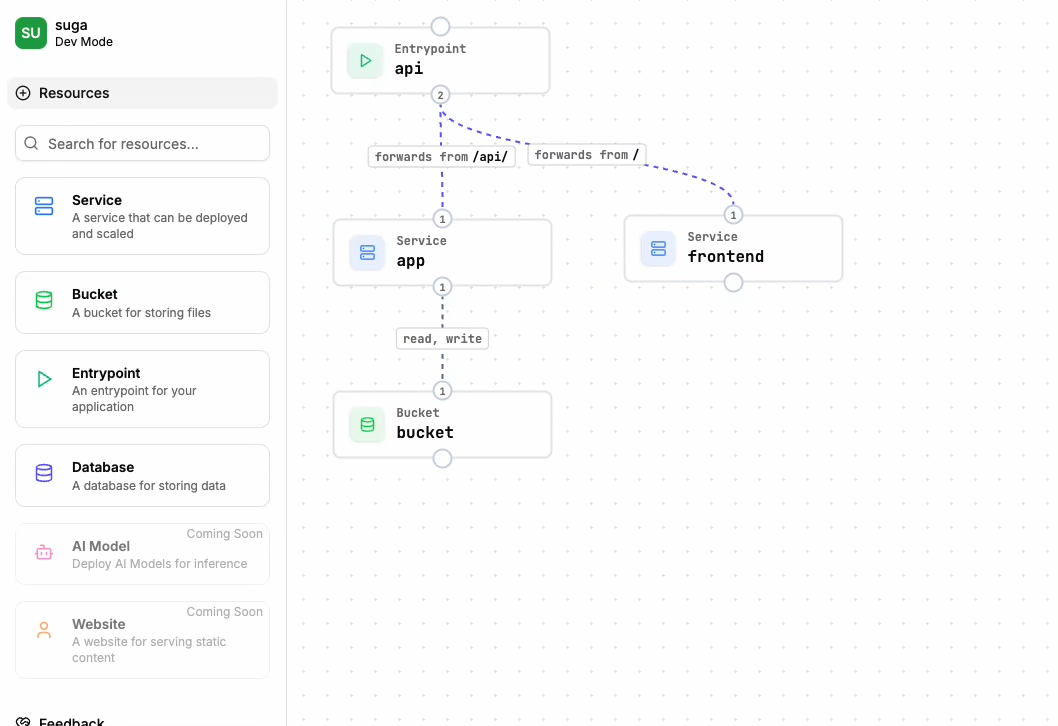 SU
suga
Dev Mode
Resources
Search for resources...
Service
A service that can be deployed
and scaled
Bucket
A bucket for storing files
Entrypoint
An entrypoint for your
application
Database
A database for storing data
Coming Soon
AI Model
Deploy AI Models for inference
Coming Soon
Website
A website for serving static
content
Feedback
Entrypoint
api
2
forwards from /api/
forwards from /
1
Service
app
1
1
Service
frontend
read, write
1
Bucket
bucket